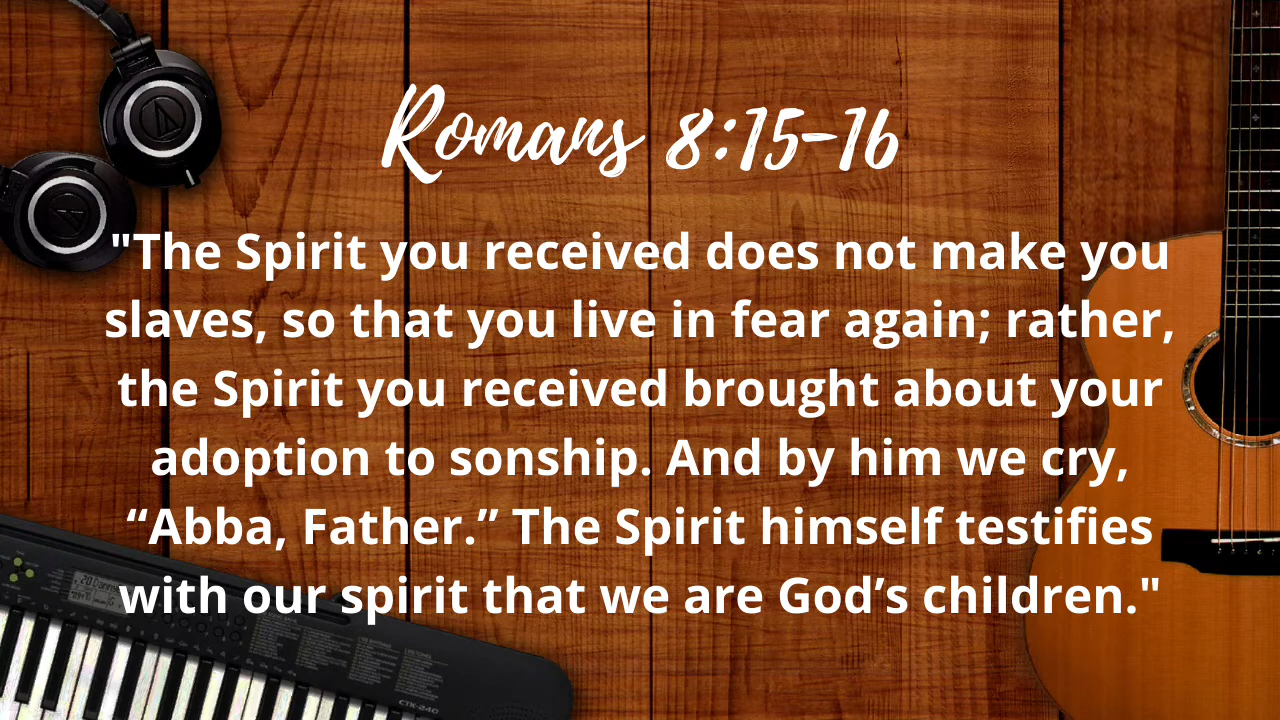 Romans 8:15-16
"The Spirit you received does not make you
slaves, so that you live in fear again; rather,
the Spirit you received brought about your
adoption to sonship. And by him we cry,
“Abba, Father.” The Spirit himself testifies
with our spirit that we are God’s children."
CTK-240